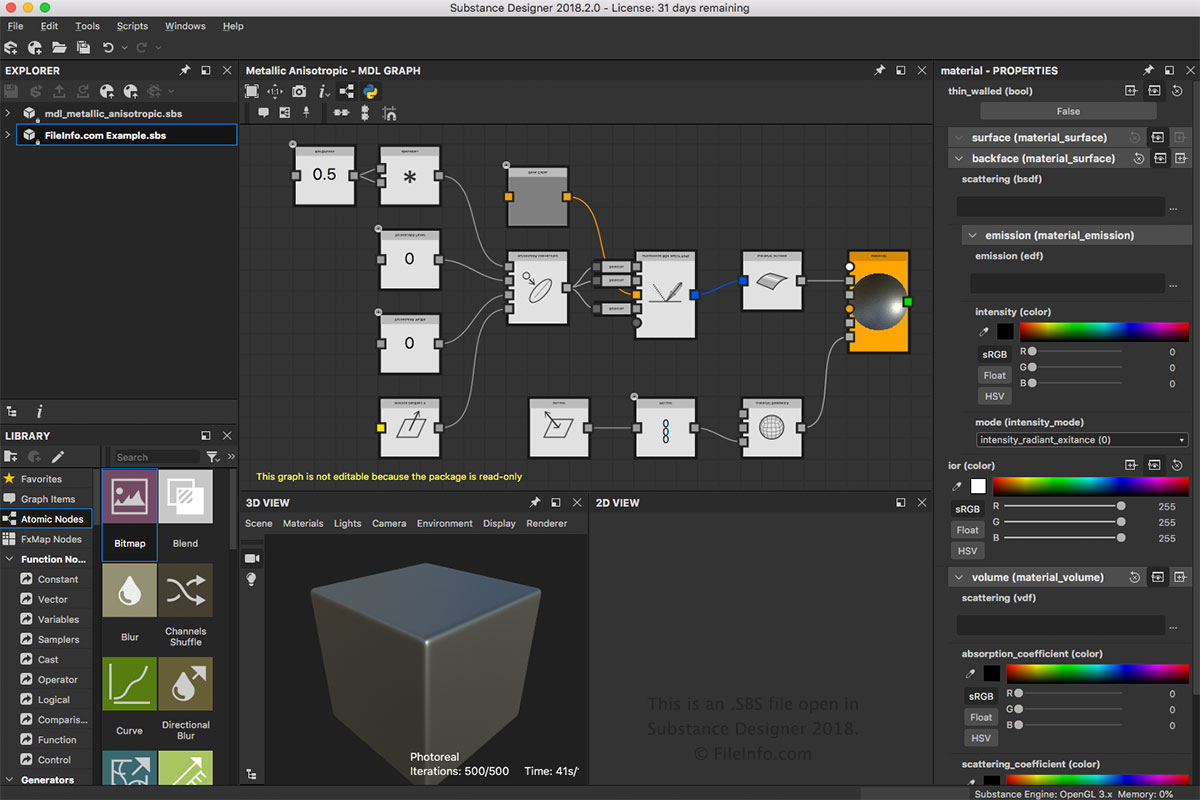 Substance Designer 2018.2.0 - License: 31 days remaining
File Edit Tools Scripts Windows Help
EXPLORER
mdl_metallic_anisotropic.sbs
FileInfo.com Example.sbs
LIBRARY
Search
Favorites
Graph Items
Atomic Nodes
FxMap Nodes
Function No...
Constant
Vector
Variables
Samplers
Cast
Operator
Logical
Comparis...
Function
Control
Generators
Bitmap
Blend
Blur
Channels
Shuffle
Curve
Directional
Blur
Metallic Anisotropic - MDL GRAPH
0.5
*
0
0
0
0
0
This graph is not editable because the package is read-only
3D VIEW
Scene Materials Lights Camera Environment Display Renderer
Photoreal
Iterations: 500/500 Time: 41s/
2D VIEW
This is an .SBS file open in
Substance Designer 2018.
© FileInfo.com
material - PROPERTIES
thin_walled (bool)
False
surface (material_surface)
backface (material_surface)
scattering (bsdf)
...
emission (material_emission)
emission (edf)
...
intensity (color)
sRGB
Float
HSV
R 0
G 0
B 0
mode (intensity_mode)
intensity_radiant_exitance (0)
ior (color)
sRGB
Float
HSV
R 255
G 255
B 255
volume (material_volume)
scattering (vdf)
...
absorption_coefficient (color)
sRGB
Float
HSV
R 0
G 0
B 0
scattering_coefficient (color)
Substance Engine: OpenGL 3.x Memory: 0%